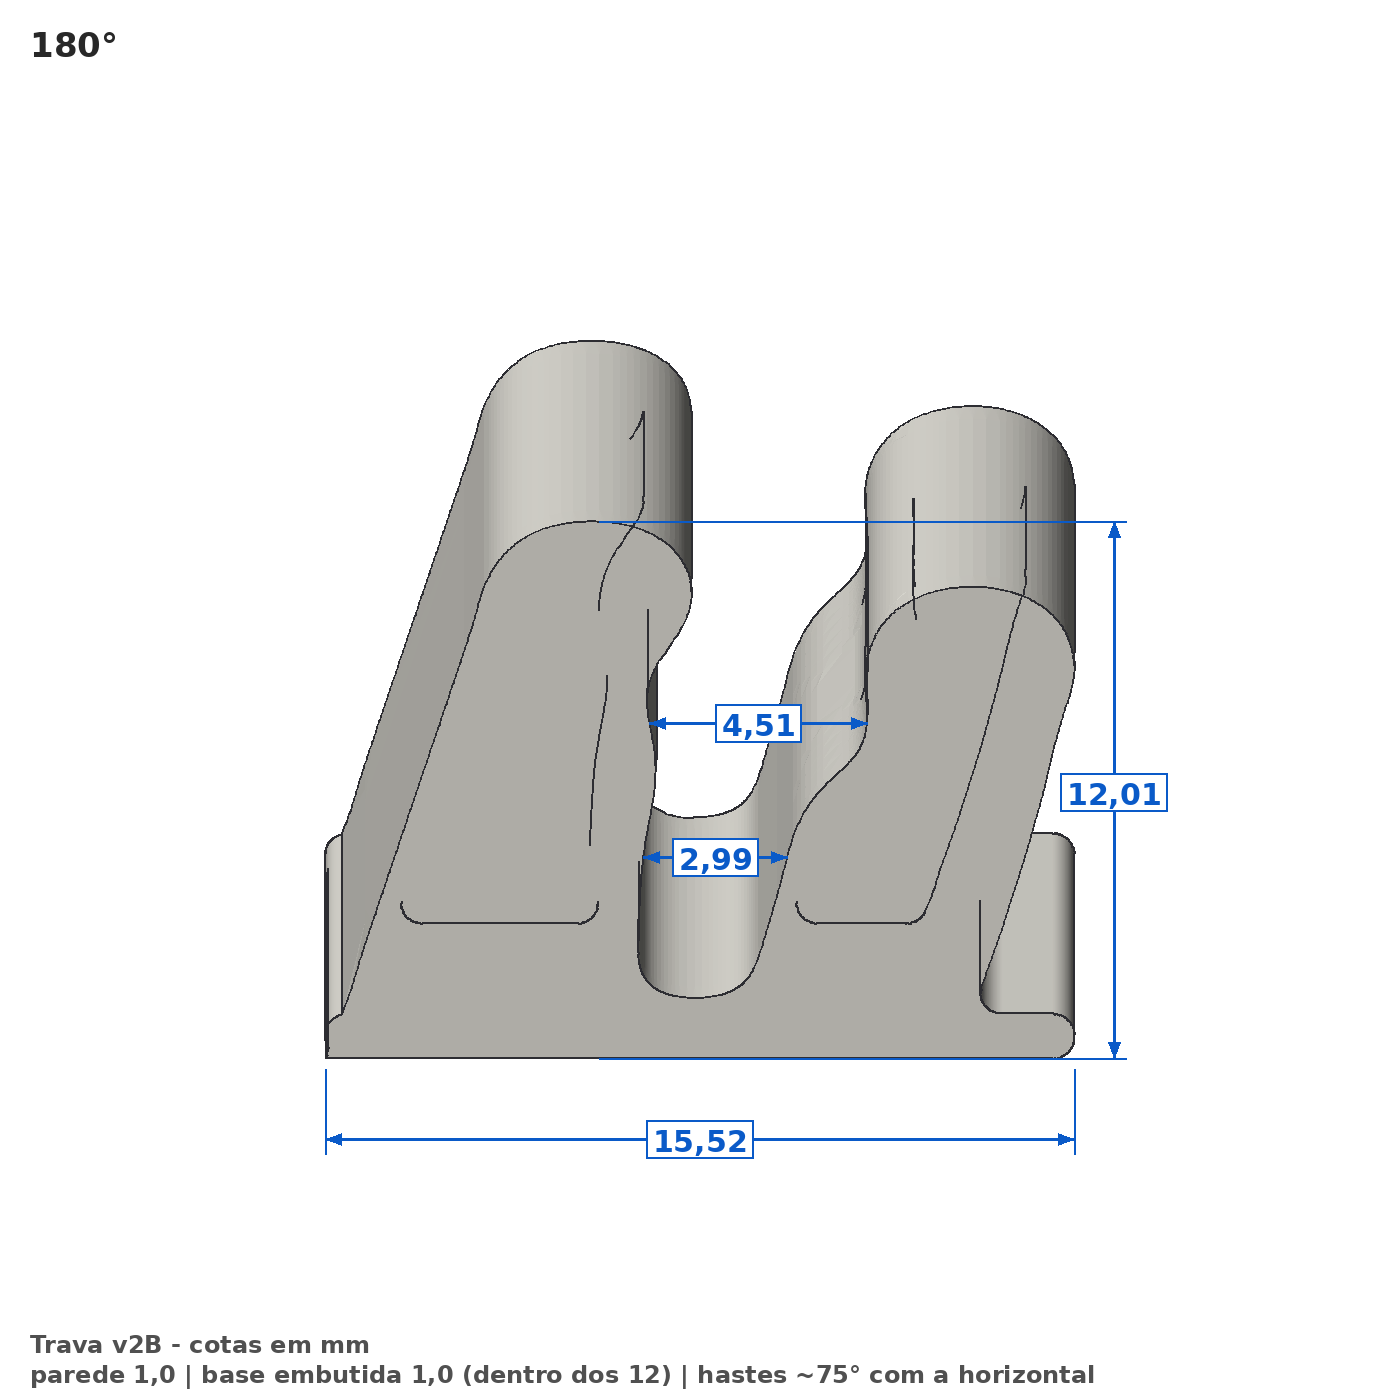 180°
4,51
12,01
2,99
15,52
Trava v2B - cotas em mm
parede 1,0 | base embutida 1,0 (dentro dos 12) | hastes ~75° com a horizontal